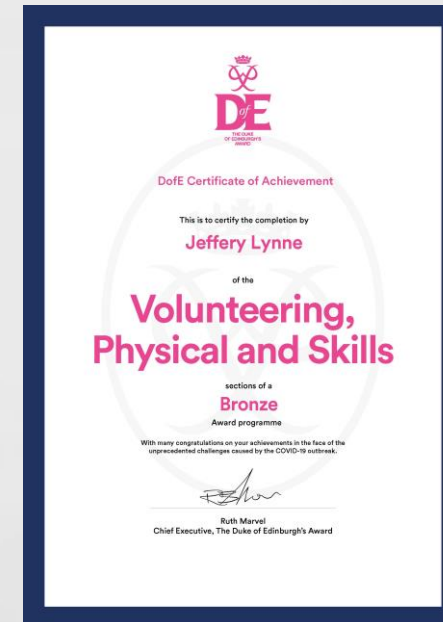 DofE
THE DUKE
OF EDINBURGH'S
AWARD
DofE Certificate of Achievement
This is to certify the completion by
Jeffery Lynne
of the
Volunteering,
Physical and Skills
sections of a
Bronze
Award programme
With many congratulations on your achievements in the face of the
unprecedented challenges caused by the COVID-19 outbreak.
Ruth Marvel
Chief Executive, The Duke of Edinburgh's Award